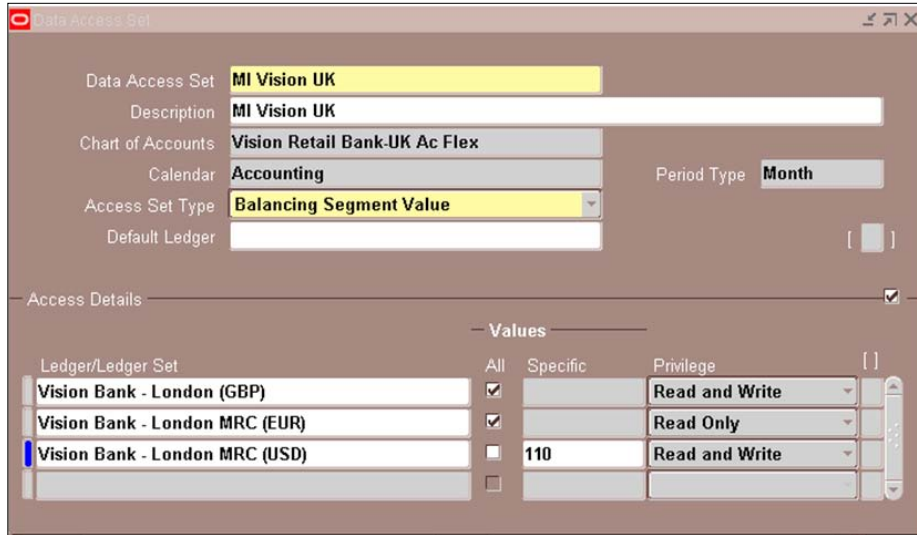 Data Access Set
Data Access Set MI Vision UK
Description MI Vision UK
Chart of Accounts Vision Retail Bank-UK Ac Flex
Calendar Accounting Period Type Month
Access Set Type Balancing Segment Value
Default Ledger [ ]
Access Details
Values
Ledger/Ledger Set All Specific Privilege [ ]
Vision Bank - London (GBP) Read and Write
Vision Bank - London MRC (EUR) Read Only
Vision Bank - London MRC (USD) 110 Read and Write